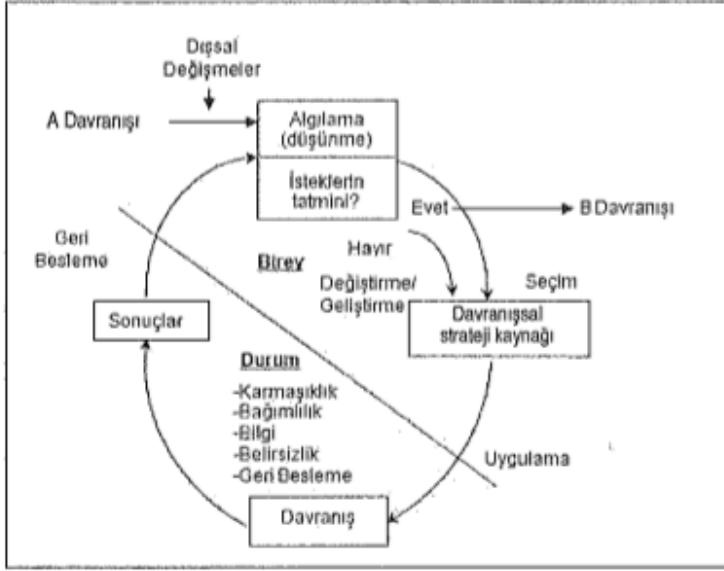 Dışsal
Değişmeler
A Davranışı
Algılama
(düşünme)
İsteklerin
tatmini?
Evet
B Davranışı
Geri
Besleme
Birey
Hayır
Değiştirme/
Geliştirme
Seçim
Sonuçlar
Davranışsal
strateji kaynağı
Durum
-Karmaşıklık
-Bağımlılık
-Bilgi
-Belirsizlik
-Geri Besleme
Uygulama
Davranış